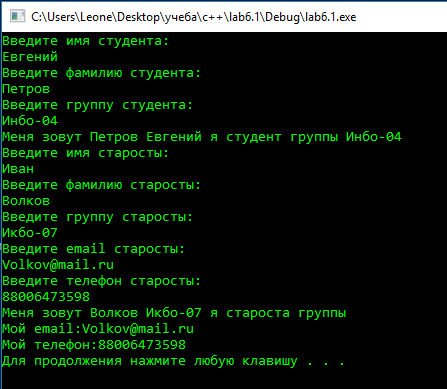 C:\Users\Leone\Desktop\учеба\c++\lab6.1\Debug\lab6.1.exe
Введите имя студента:
Евгений
Введите фамилию студента:
Петров
Введите группу студента:
Инбо-04
Меня зовут Петров Евгений я студент группы Инбо-04
Введите имя старосты:
Иван
Введите фамилию старосты:
Волков
Введите группу старосты:
Икбо-07
Введите email старосты:
Volkov@mail.ru
Введите телефон старосты:
88006473598
Меня зовут Волков Икбо-07 я староста группы
Мой email:Volkov@mail.ru
Мой телефон:88006473598
Для продолжения нажмите любую клавишу . . .